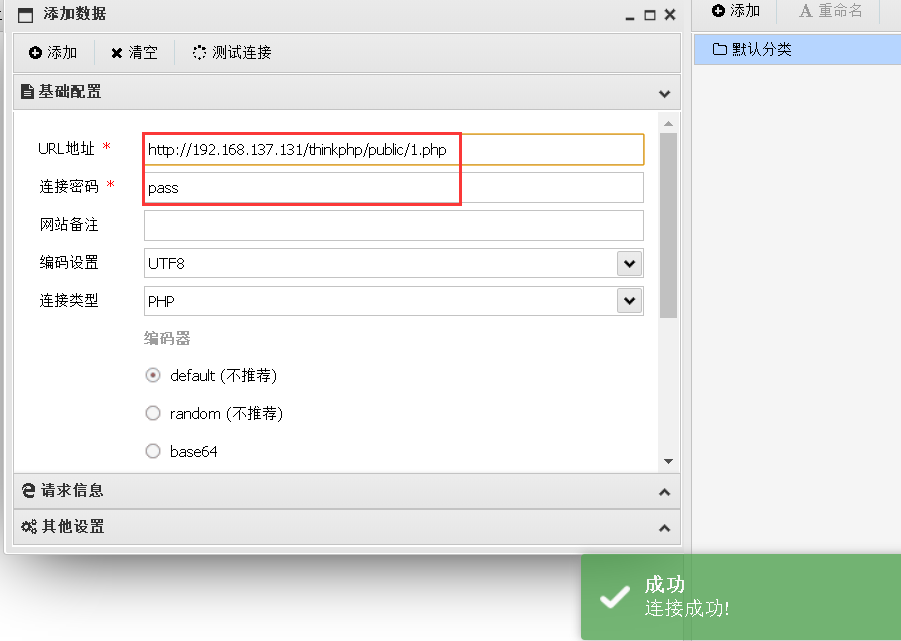 添加数据
添加 清空 测试连接
基础配置
URL地址 * http://192.168.137.131/thinkphp/public/1.php
连接密码 * pass
网站备注
编码设置 UTF8
连接类型 PHP
编码器
default (不推荐)
random (不推荐)
base64
请求信息
其他设置
添加 A 重命名
默认分类
成功
连接成功!